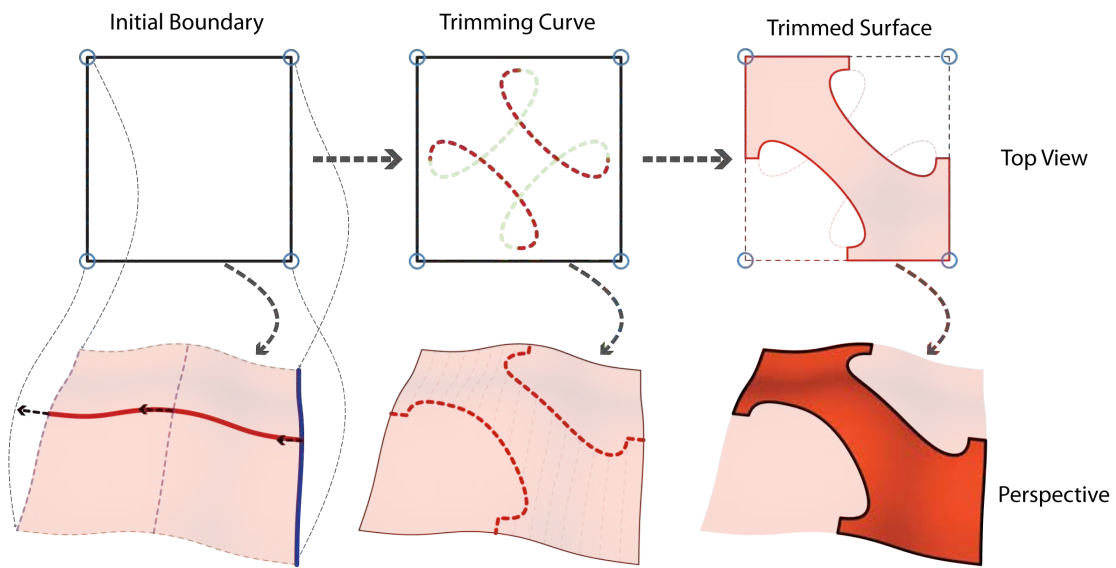 Initial Boundary
Trimming Curve
Trimmed Surface
Top View
Perspective